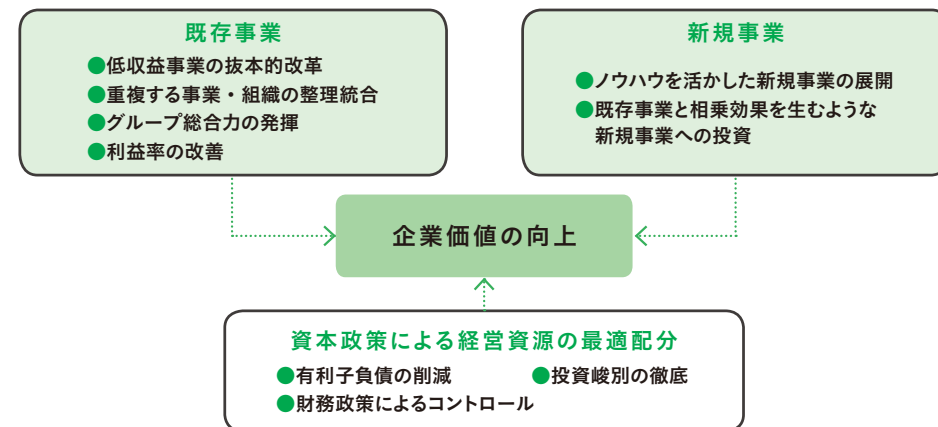 既存事業
●低収益事業の抜本的改革
●重複する事業・組織の整理統合
●グループ総合力の発揮
●利益率の改善
新規事業
●ノウハウを活かした新規事業の展開
●既存事業と相乗効果を生むような
新規事業への投資
企業価値の向上
資本政策による経営資源の最適配分
●有利子負債の削減 ●投資峻別の徹底
●財務政策によるコントロール